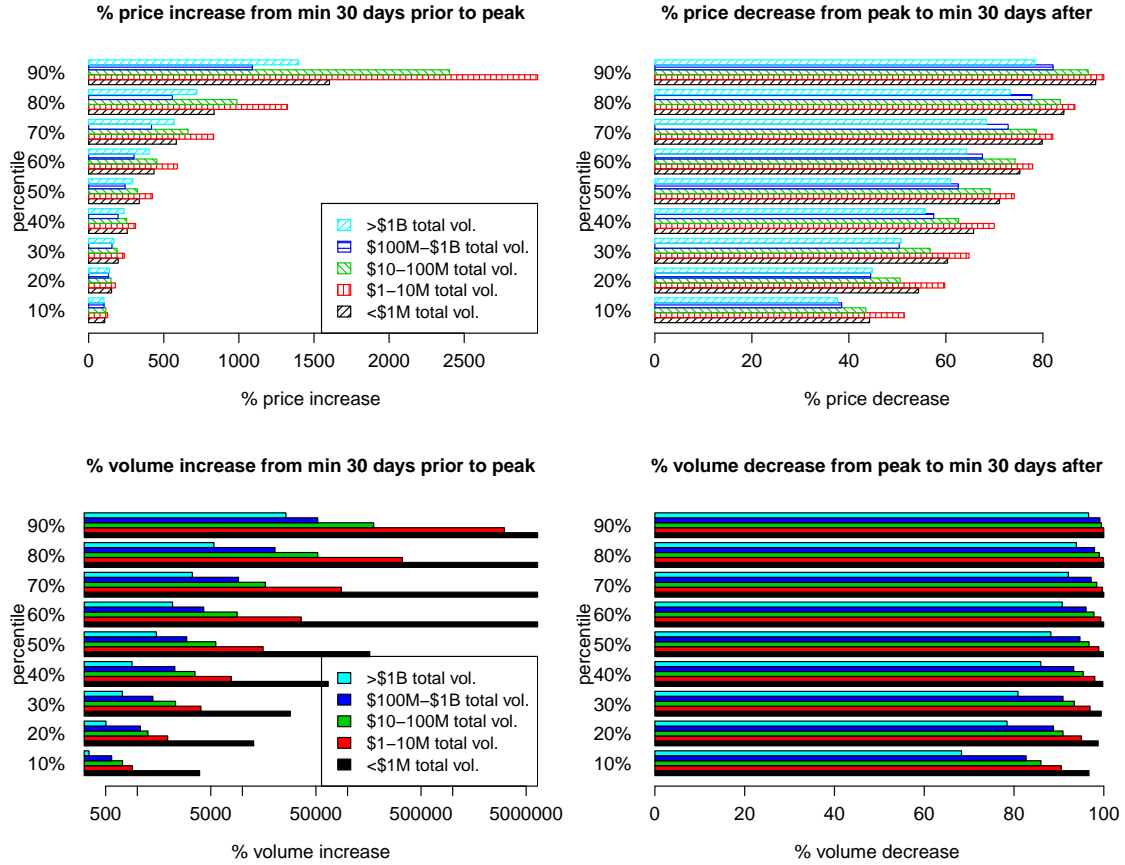 % price increase from min 30 days prior to peak
percentile
90%
80%
70%
60%
50%
40%
30%
20%
10%
>$1B total vol.
$100M–$1B total vol.
$10–100M total vol.
$1–10M total vol.
<$1M total vol.
0 500 1000 1500 2000 2500
% price increase
% price decrease from peak to min 30 days after
percentile
90%
80%
70%
60%
50%
40%
30%
20%
10%
0 20 40 60 80
% price decrease
% volume increase from min 30 days prior to peak
percentile
90%
80%
70%
60%
50%
40%
30%
20%
10%
>$1B total vol.
$100M–$1B total vol.
$10–100M total vol.
$1–10M total vol.
<$1M total vol.
500 5000 50000 5000000
% volume increase
% volume decrease from peak to min 30 days after
percentile
90%
80%
70%
60%
50%
40%
30%
20%
10%
0 20 40 60 80 100
% volume decrease